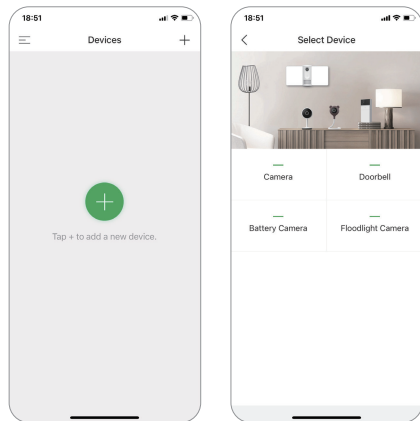 18:51
Devices
Tap + to add a new device.
18:51
Select Device
Camera
Doorbell
Battery Camera
Floodlight Camera